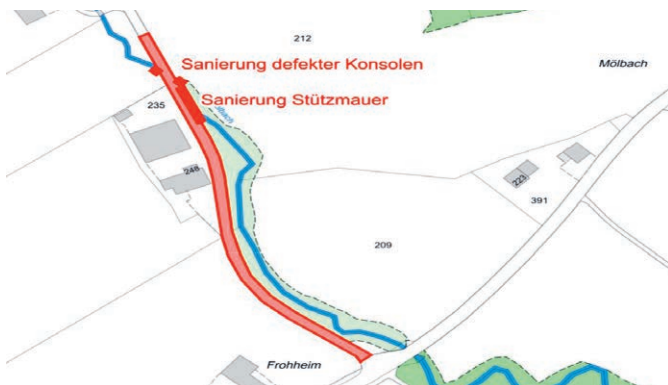 212
Mölbach
Sanierung defekter Konsolen
235
Sanierung Stützmauer
248
223
391
209
Frohheim